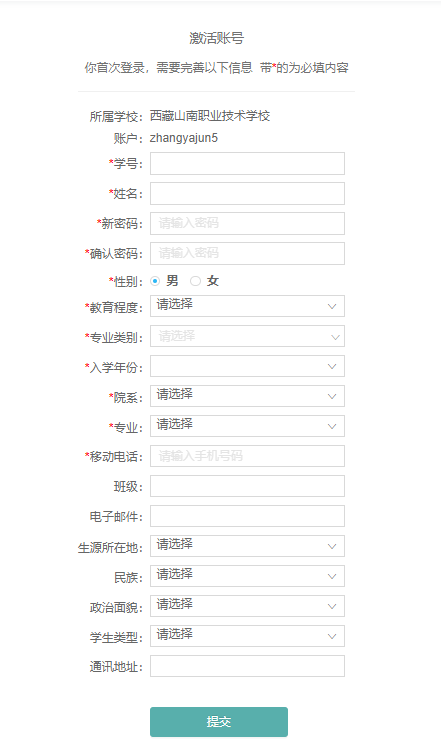 激活账号
你首次登录，需要完善以下信息 带*的为必填内容
所属学校：西藏山南职业技术学校
账户：zhangyajun5
*学号：
*姓名：
*新密码：请输入密码
*确认密码：请输入密码
*性别：男 女
*教育程度：请选择
*专业类别：请选择
*入学年份：
*院系：请选择
*专业：请选择
*移动电话：请输入手机号码
班级：
电子邮件：
生源所在地：请选择
民族：请选择
政治面貌：请选择
学生类型：请选择
通讯地址：
提交